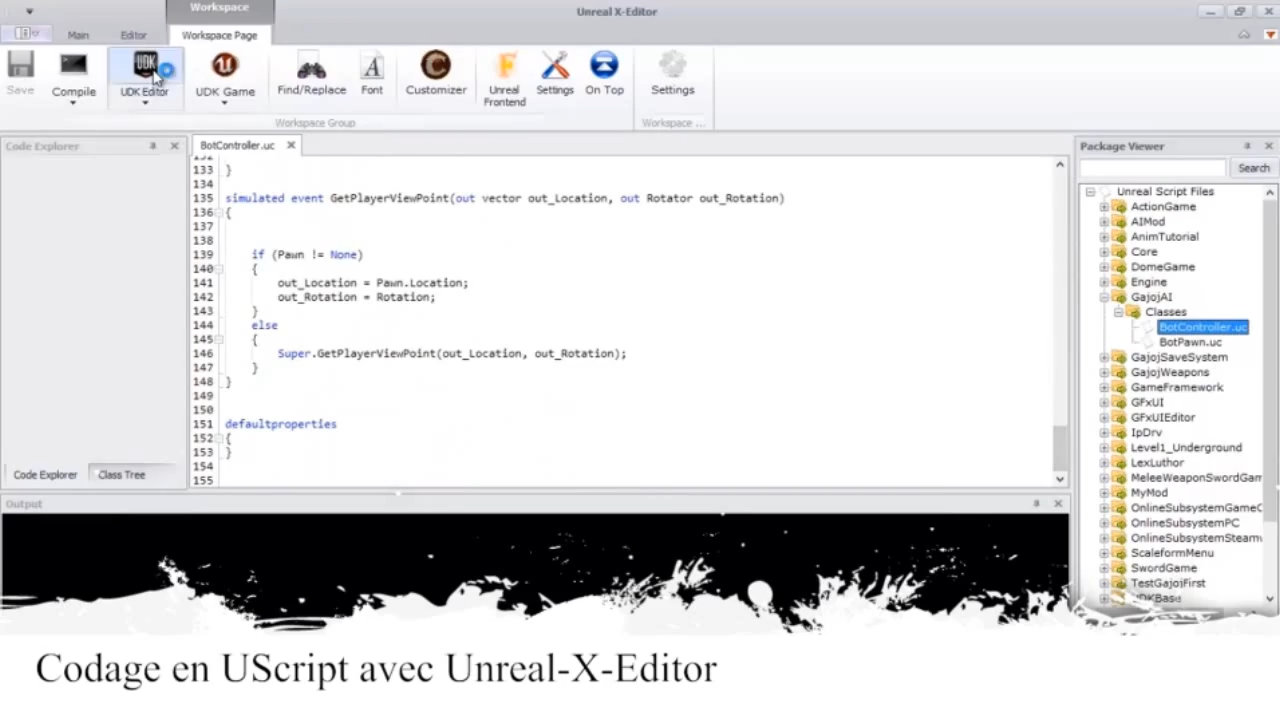 Workspace
Unreal X-Editor
Main
Editor
Workspace Page
UDK
Save
Compile
UDK Editor
UDK Game
Find/Replace
Font
Customizer
Unreal
Frontend
Settings
On Top
Settings
Workspace Group
Workspace ...
Code Explorer
BotController.uc
Package Viewer
Search
132
133 }
134
135 simulated event GetPlayerViewPoint(out vector out_Location, out Rotator out_Rotation)
136 {
137
138
139 if (Pawn != None)
140 {
141 out_Location = Pawn.Location;
142 out_Rotation = Rotation;
143 }
144 else
145 {
146 Super.GetPlayerViewPoint(out_Location, out_Rotation);
147 }
148 }
149
150
151 defaultproperties
152 {
153 }
154
155
Unreal Script Files
ActionGame
AIMod
AnimTutorial
Core
DomeGame
Engine
GajojAI
Classes
BotController.uc
BotPawn.uc
GajojSaveSystem
GajojWeapons
GameFramework
GFxUI
GFxUIEditor
IpDrv
Level1_Underground
LexLuthor
MeleeWeaponSwordGam
MyMod
OnlineSubsystemGameC
OnlineSubsystemPC
OnlineSubsystemSteamw
ScaleformMenu
SwordGame
TestGajojFirst
UDKBase
Code Explorer
Class Tree
Output
Codage en UScript avec Unreal-X-Editor